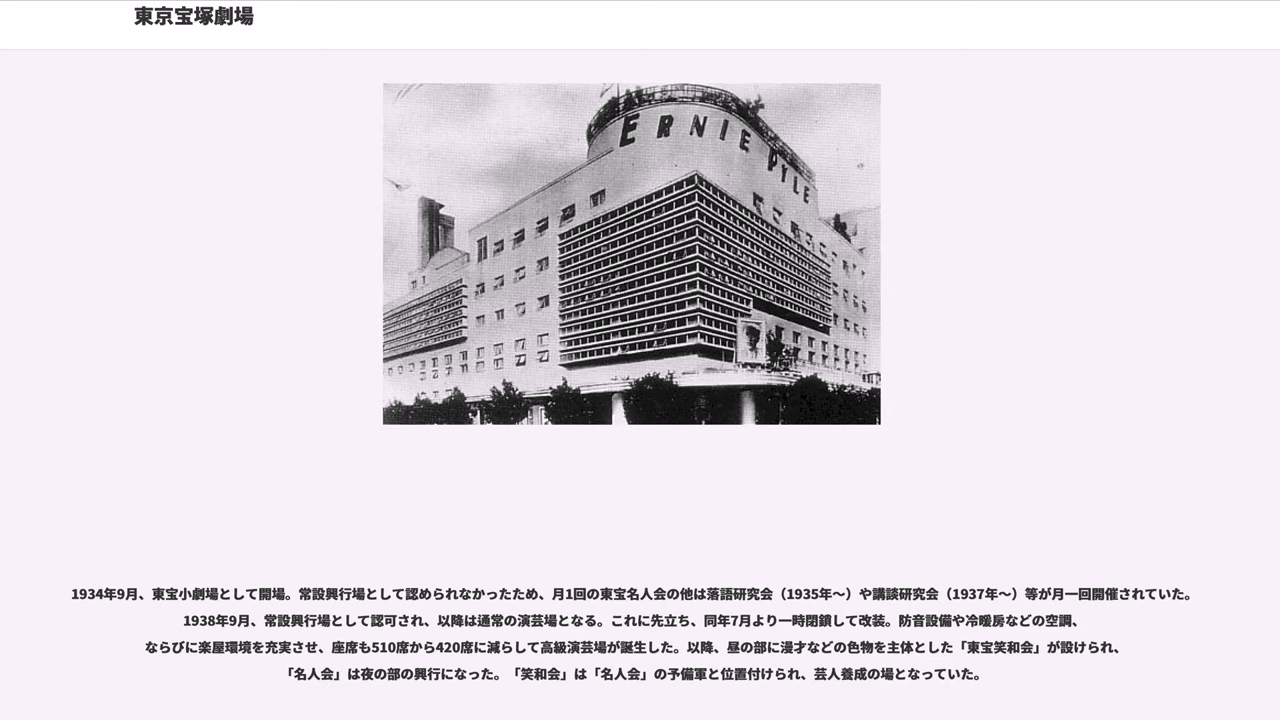 東京宝塚劇場
ERNIE PYLE
1934年9月、東宝小劇場として開場。常設興行場として認められなかったため、月1回の東宝名人会の他は落語研究会（1935年〜）や講談研究会（1937年〜）等が月一回開催されていた。
1938年9月、常設興行場として認可され、以降は通常の演芸場となる。これに先立ち、同年7月より一時閉鎖して改装。防音設備や冷暖房などの空調、
ならびに楽屋環境を充実させ、座席も510席から420席に減らして高級演芸場が誕生した。以降、昼の部に漫才などの色物を主体とした「東宝笑和会」が設けられ、
「名人会」は夜の部の興行になった。「笑和会」は「名人会」の予備軍と位置付けられ、芸人養成の場となっていた。